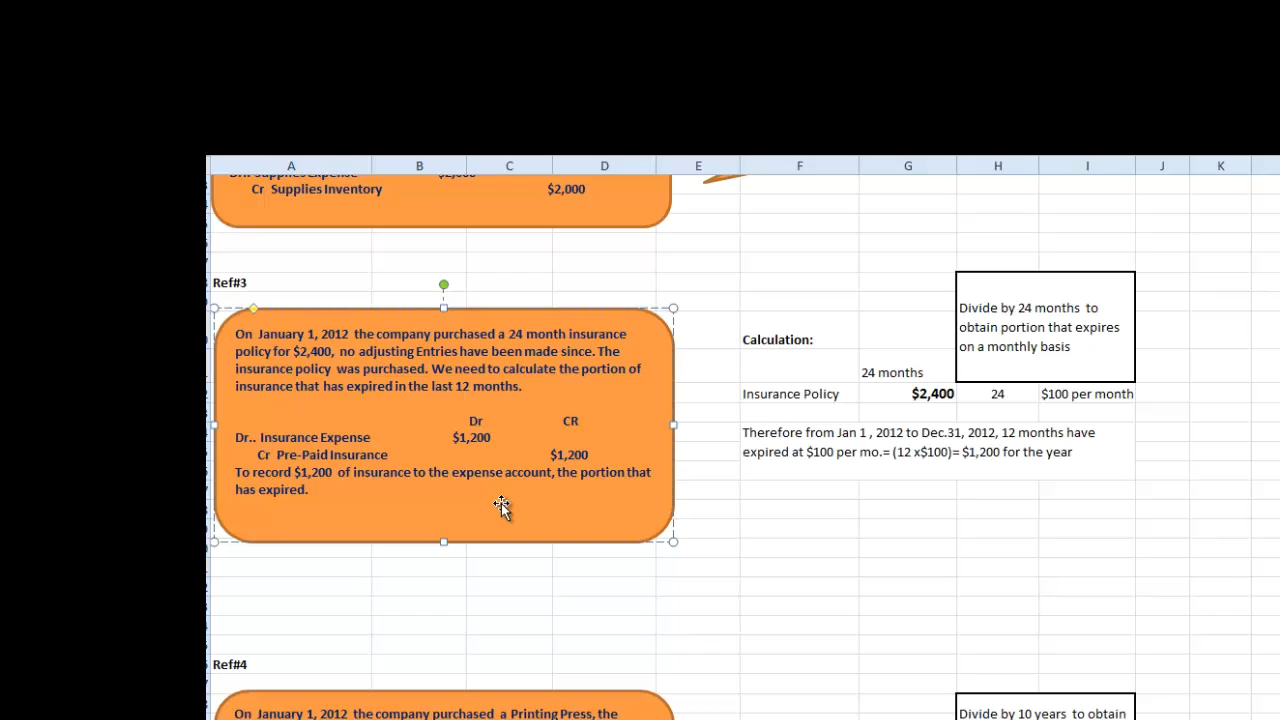 A B C D E F G H I J K
Dr.. Supplies Expense $2,000
Cr Supplies Inventory $2,000
Ref#3
On January 1, 2012 the company purchased a 24 month insurance
policy for $2,400, no adjusting Entries have been made since. The
insurance policy was purchased. We need to calculate the portion of
insurance that has expired in the last 12 months.
Dr CR
Dr.. Insurance Expense $1,200
Cr Pre-Paid Insurance $1,200
To record $1,200 of insurance to the expense account, the portion that
has expired.
Divide by 24 months to
obtain portion that expires
on a monthly basis
Calculation:
24 months
Insurance Policy $2,400 24 $100 per month
Therefore from Jan 1 , 2012 to Dec.31, 2012, 12 months have
expired at $100 per mo.= (12 x$100)= $1,200 for the year
Ref#4
On January 1, 2012 the company purchased a Printing Press, the
Divide by 10 years to obtain